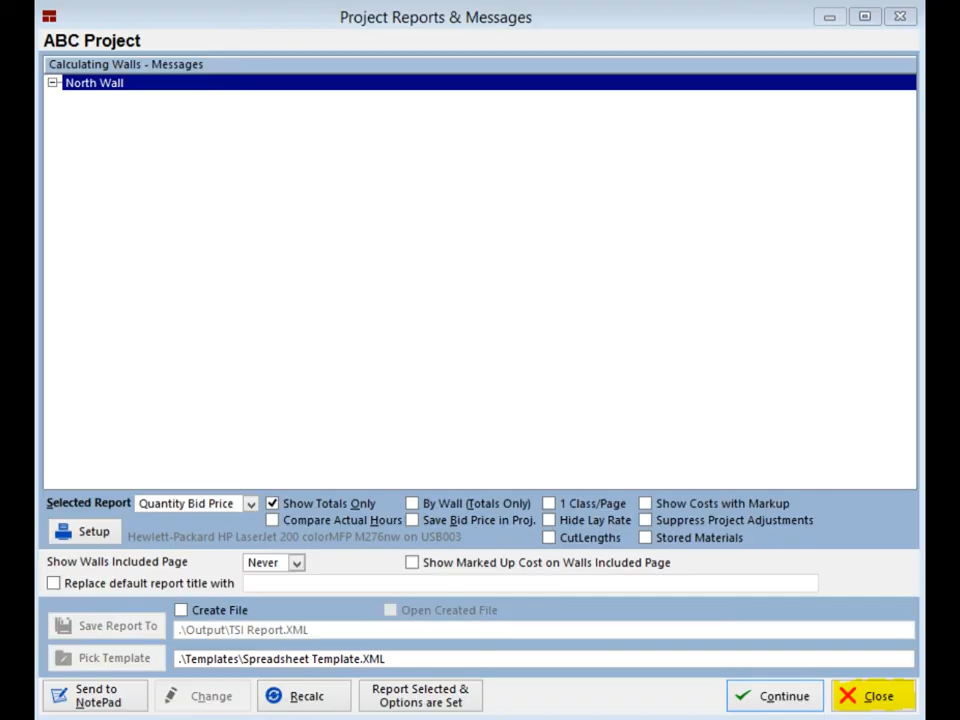 Project Reports & Messages
ABC Project
Calculating Walls - Messages
North Wall
Selected Report Quantity Bid Price Show Totals Only By Wall (Totals Only) 1 Class/Page Show Costs with Markup
Compare Actual Hours Save Bid Price in Proj. Hide Lay Rate Suppress Project Adjustments
Setup Hewlett-Packard HP LaserJet 200 colorMFP M276nw on USB003 CutLengths Stored Materials
Show Walls Included Page Never Show Marked Up Cost on Walls Included Page
Replace default report title with
Create File Open Created File
Save Report To .\Output\TSI Report.XML
Pick Template .\Templates\Spreadsheet Template.XML
Send to NotePad Change Recalc Report Selected & Options are Set Continue Close